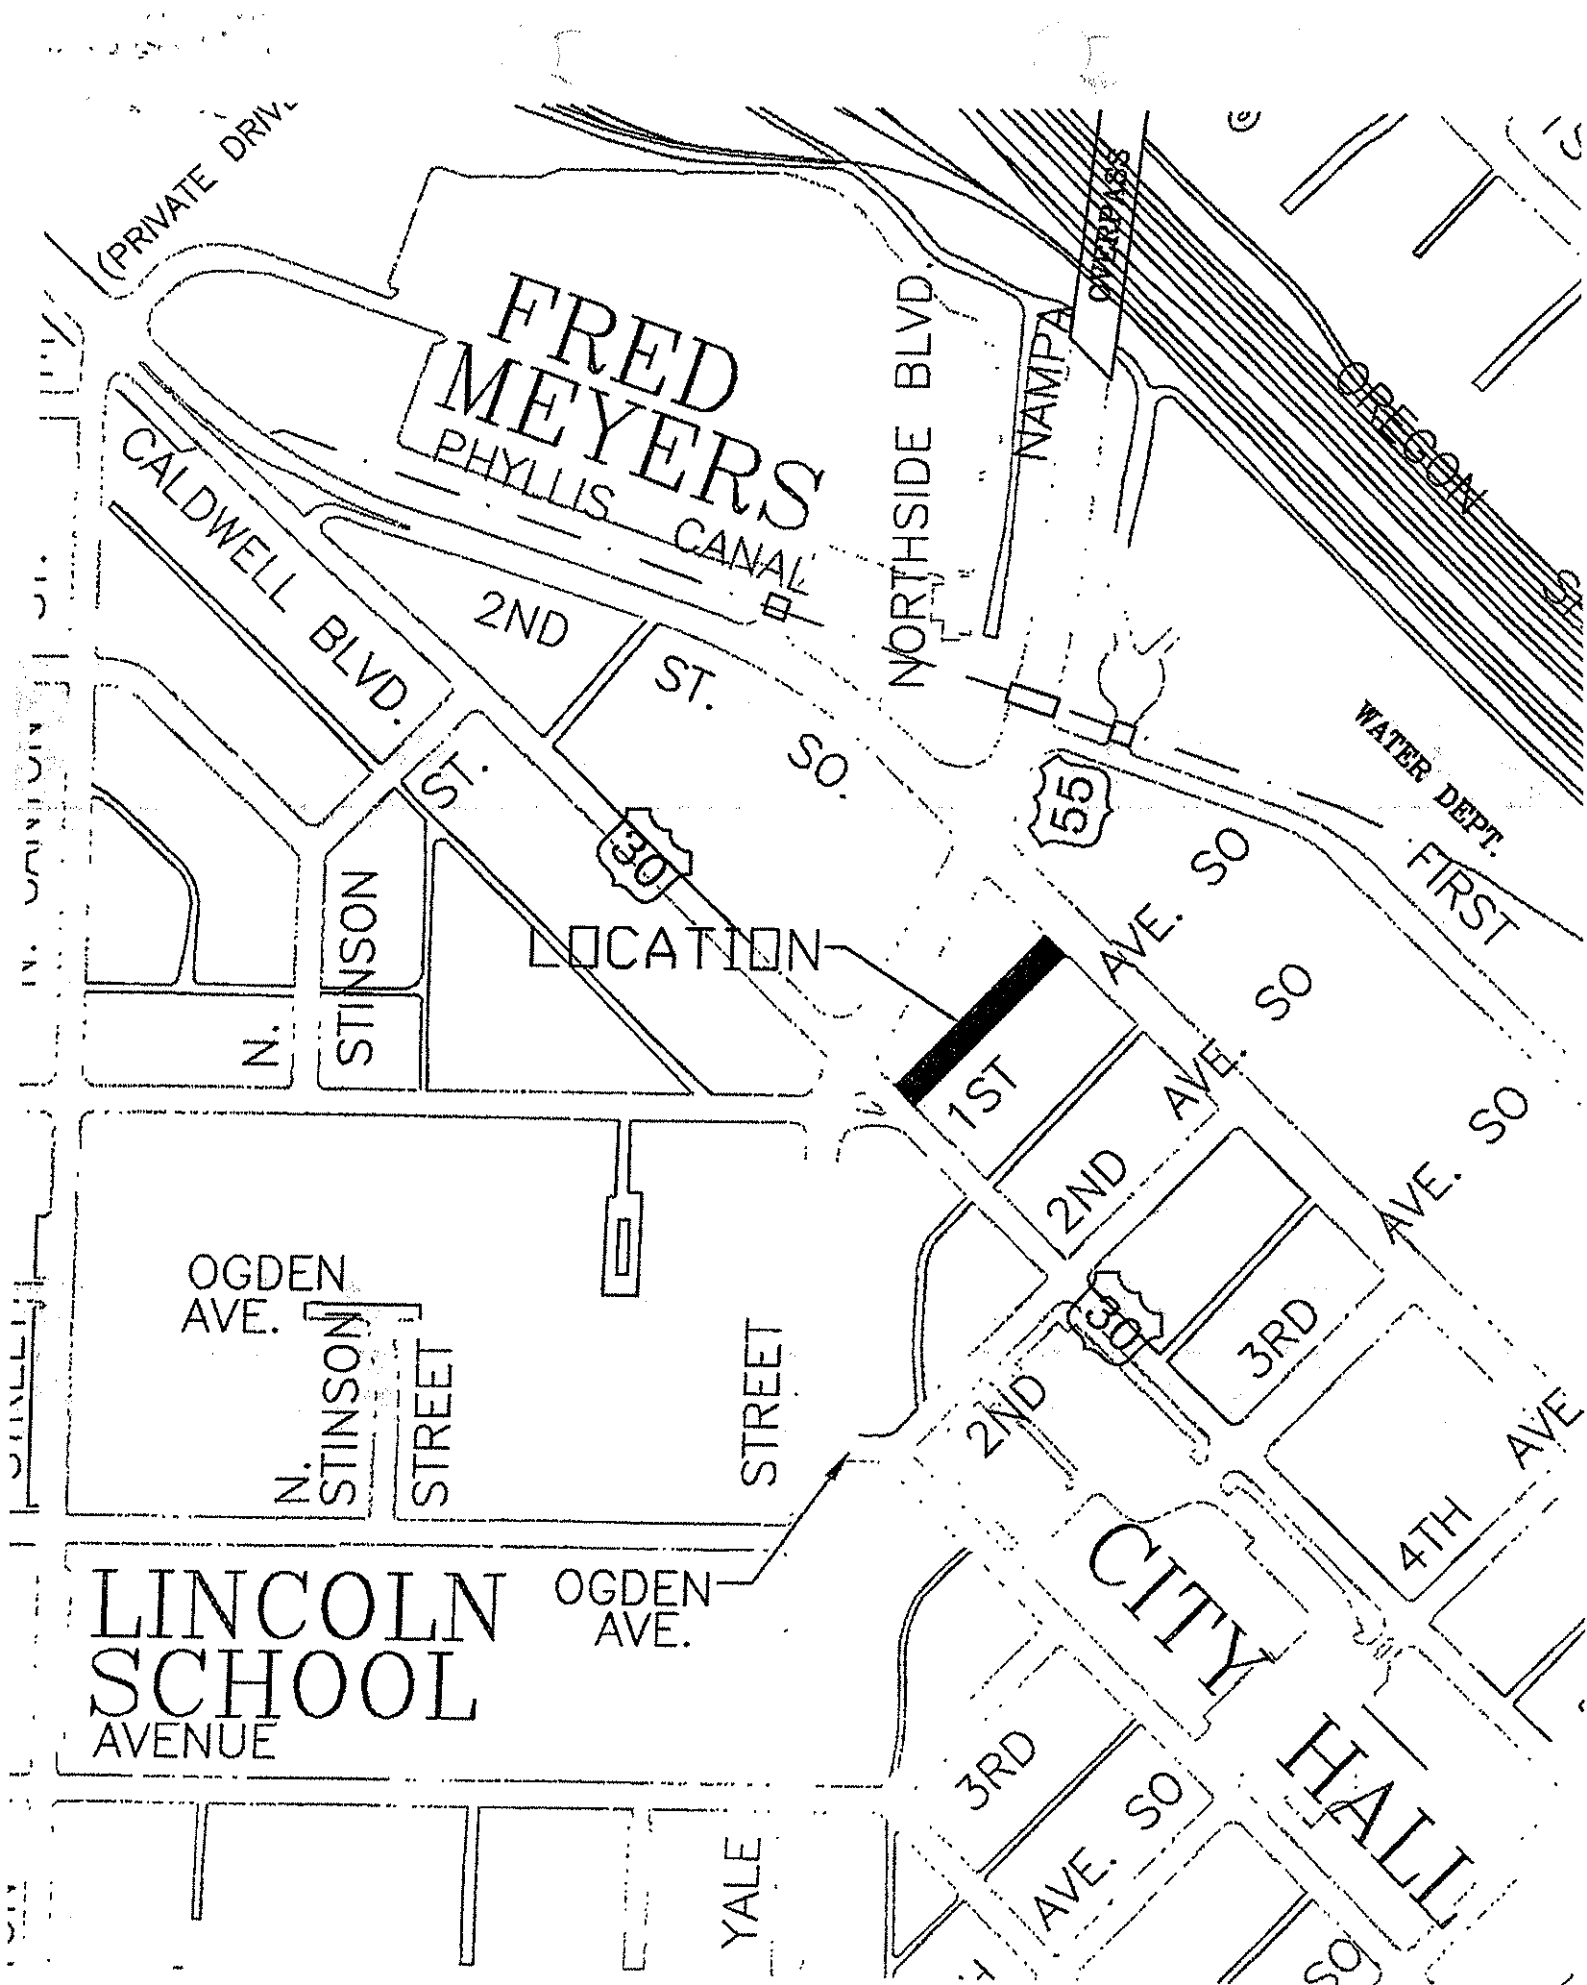 (PRIVATE DRIVE
OVERPASS
FRED
MEYERS
PHYLLIS CANAL
NORTHSIDE BLVD.
NAMPA
OREGON
CALDWELL BLVD.
2ND ST. SO.
WATER DEPT.
55
30
ST.
FIRST
LOCATION
N.
STINSON
1ST AVE. SO
2ND AVE. SO
3RD AVE. SO
4TH AVE
30
2ND
OGDEN
AVE.
N.
STINSON
STREET
STREET
CITY HALL
LINCOLN
SCHOOL
AVENUE
OGDEN
AVE.
3RD AVE. SO
YALE
SO